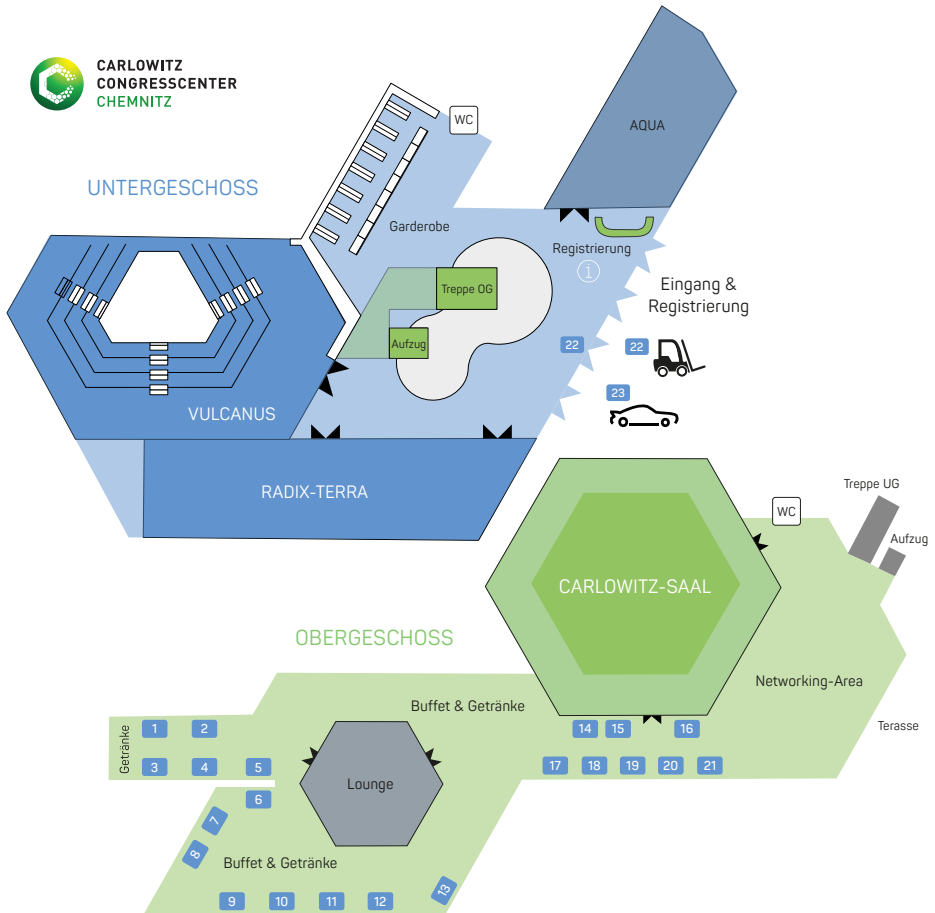 CARLOWITZ
CONGRESSCENTER
CHEMNITZ
WC
AQUA
UNTERGESCHOSS
Garderobe
Registrierung
i
Eingang &
Registrierung
Treppe OG
Aufzug
22
22
23
VULCANUS
RADIX-TERRA
Treppe UG
WC
Aufzug
CARLOWITZ-SAAL
OBERGESCHOSS
Networking-Area
Buffet & Getränke
Terasse
Getränke
1
2
14
15
16
3
4
5
17
18
19
20
21
Lounge
6
7
8
Buffet & Getränke
9
10
11
12
13